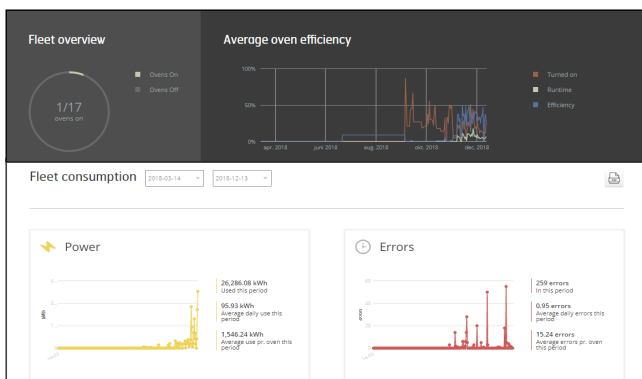 Fleet overview
Average oven efficiency
Ovens On
Ovens Off
1/17
ovens on
100%
50%
0%
apr. 2018
juni 2018
aug. 2018
okt. 2018
dec. 2018
Turned on
Runtime
Efficiency
Fleet consumption
2018-03-14
2018-12-13
Power
kWh
26,286.08 kWh
Used this period
95.93 kWh
Average daily use this
period
1,546.24 kWh
Average use pr. oven this
period
Errors
errors
259 errors
In this period
0.95 errors
Average daily errors this
period
15.24 errors
Average errors pr. oven
this period